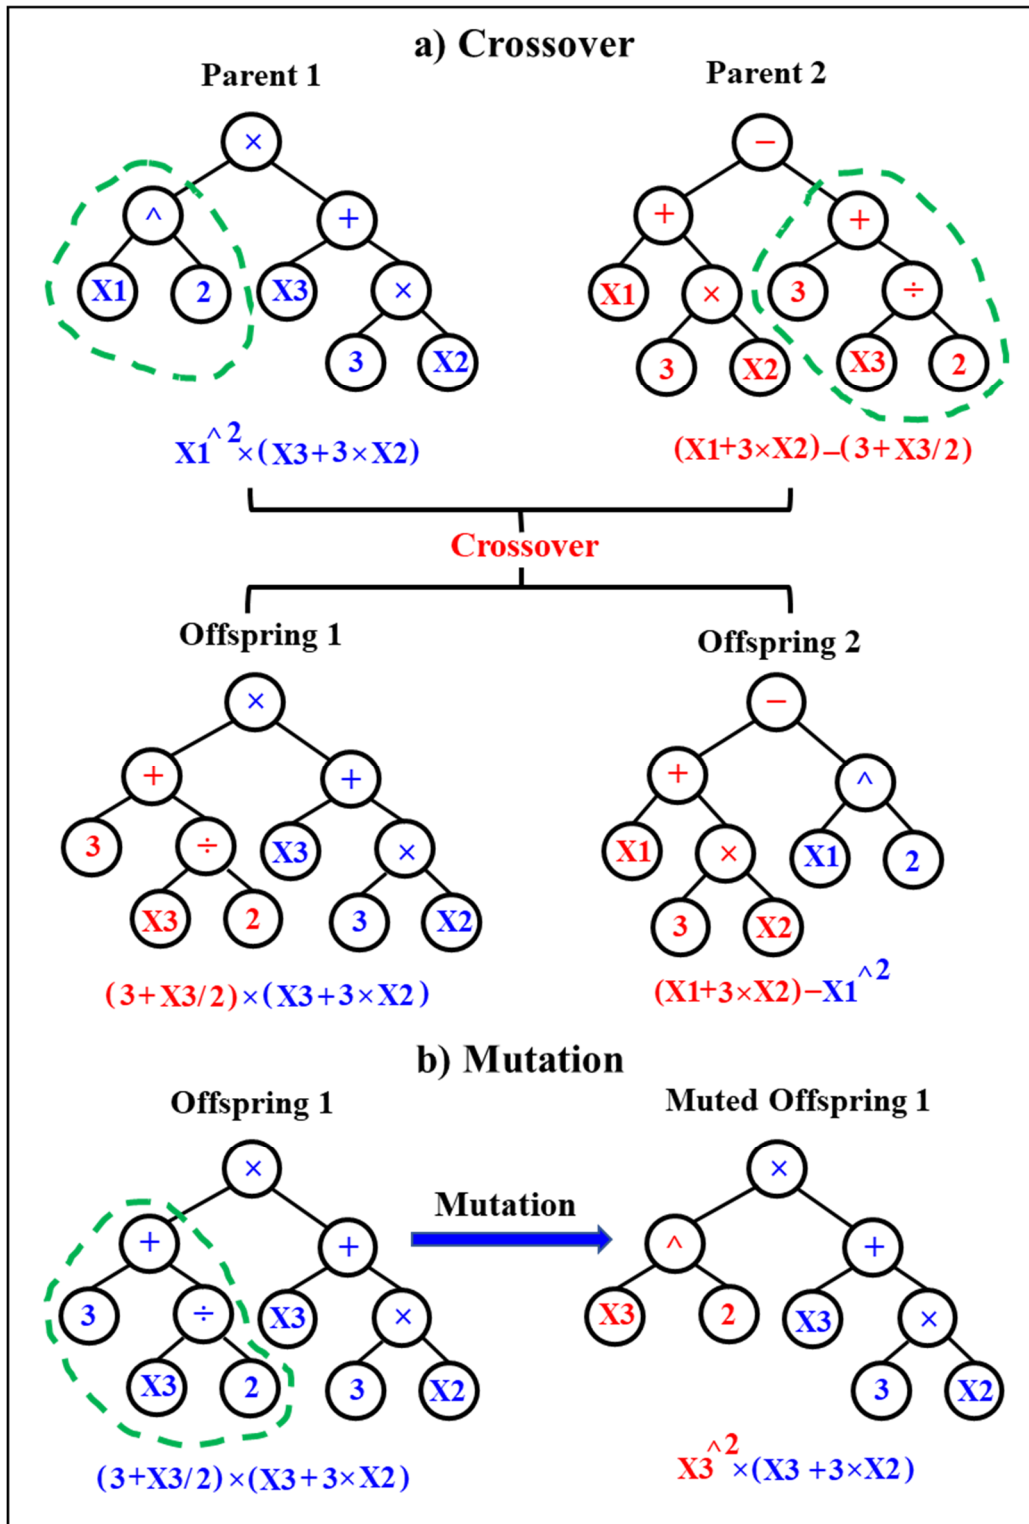 a) Crossover
Parent 1
Parent 2
×
−
^
+
+
+
X1
2
X3
×
X1
×
3
÷
3
X2
3
X2
X3
2
X1^2×(X3+3×X2)
(X1+3×X2)−(3+X3/2)
Crossover
Offspring 1
Offspring 2
×
−
+
+
+
^
3
÷
X3
×
X1
×
X1
2
X3
2
3
X2
3
X2
(3+X3/2)×(X3+3×X2)
(X1+3×X2)−X1^2
b) Mutation
Offspring 1
Muted Offspring 1
×
Mutation
×
+
+
^
+
3
÷
X3
×
X3
2
X3
×
X3
2
3
X2
3
X2
(3+X3/2)×(X3+3×X2)
X3^2×(X3+3×X2)